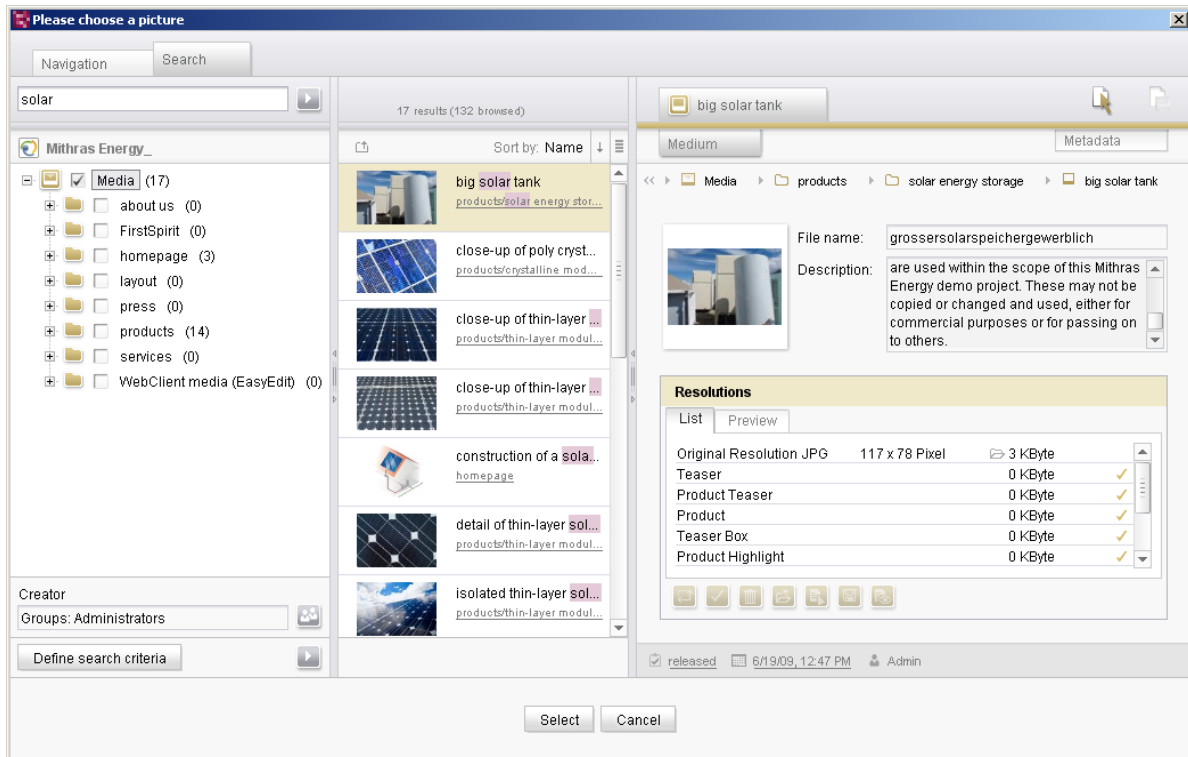 Please choose a picture
Navigation
Search
solar
17 results (132 browsed)
big solar tank
Mithras Energy_
Sort by: Name
Medium
Metadata
Media (17)
about us (0)
FirstSpirit (0)
homepage (3)
layout (0)
press (0)
products (14)
services (0)
WebClient media (EasyEdit) (0)
big solar tank
products/solar energy stor...
close-up of poly cryst...
products/crystalline mod...
close-up of thin-layer ...
products/thin-layer modul...
close-up of thin-layer ...
products/thin-layer modul...
construction of a sola...
homepage
detail of thin-layer sol...
products/thin-layer modul...
isolated thin-layer sol...
products/thin-layer modul...
Media products solar energy storage big solar tank
File name: grossersolarspeichergewerblich
Description: are used within the scope of this Mithras
Energy demo project. These may not be
copied or changed and used, either for
commercial purposes or for passing on
to others.
Resolutions
List Preview
Original Resolution JPG 117 x 78 Pixel 3 KByte
Teaser 0 KByte
Product Teaser 0 KByte
Product 0 KByte
Teaser Box 0 KByte
Product Highlight 0 KByte
Creator
Groups: Administrators
Define search criteria
released 6/19/09, 12:47 PM Admin
Select Cancel